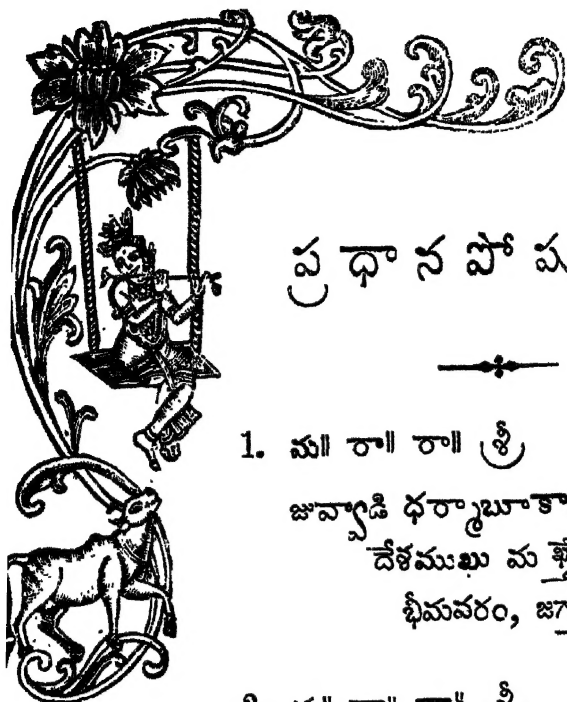 ప్రధానపోష
1. మ॥ రా॥ రా॥ శ్రీ
జువ్వాడి ధర్మాబూకా
దేశముఖు మ
భీమవరం, జగ